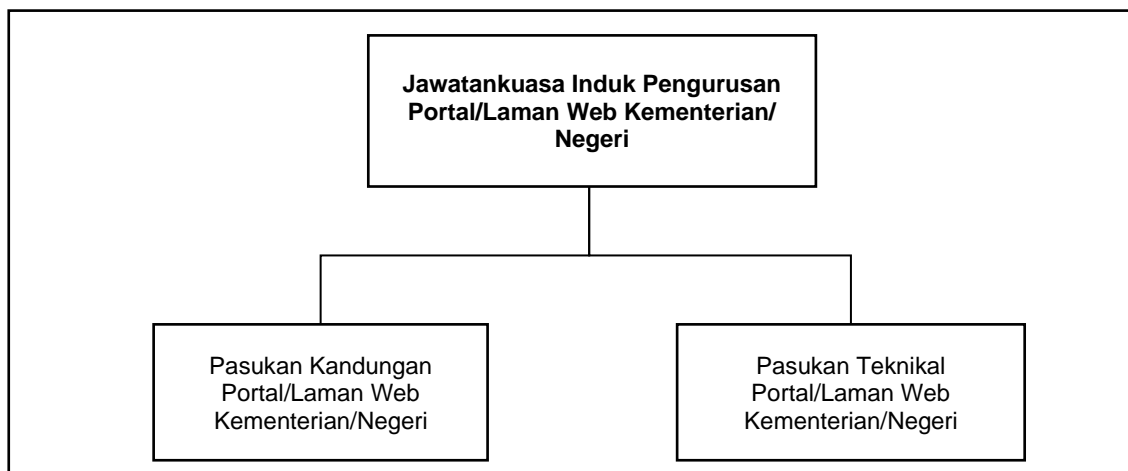 Jawatankuasa Induk Pengurusan
Portal/Laman Web Kementerian/
Negeri
Pasukan Kandungan
Portal/Laman Web
Kementerian/Negeri
Pasukan Teknikal
Portal/Laman Web
Kementerian/Negeri